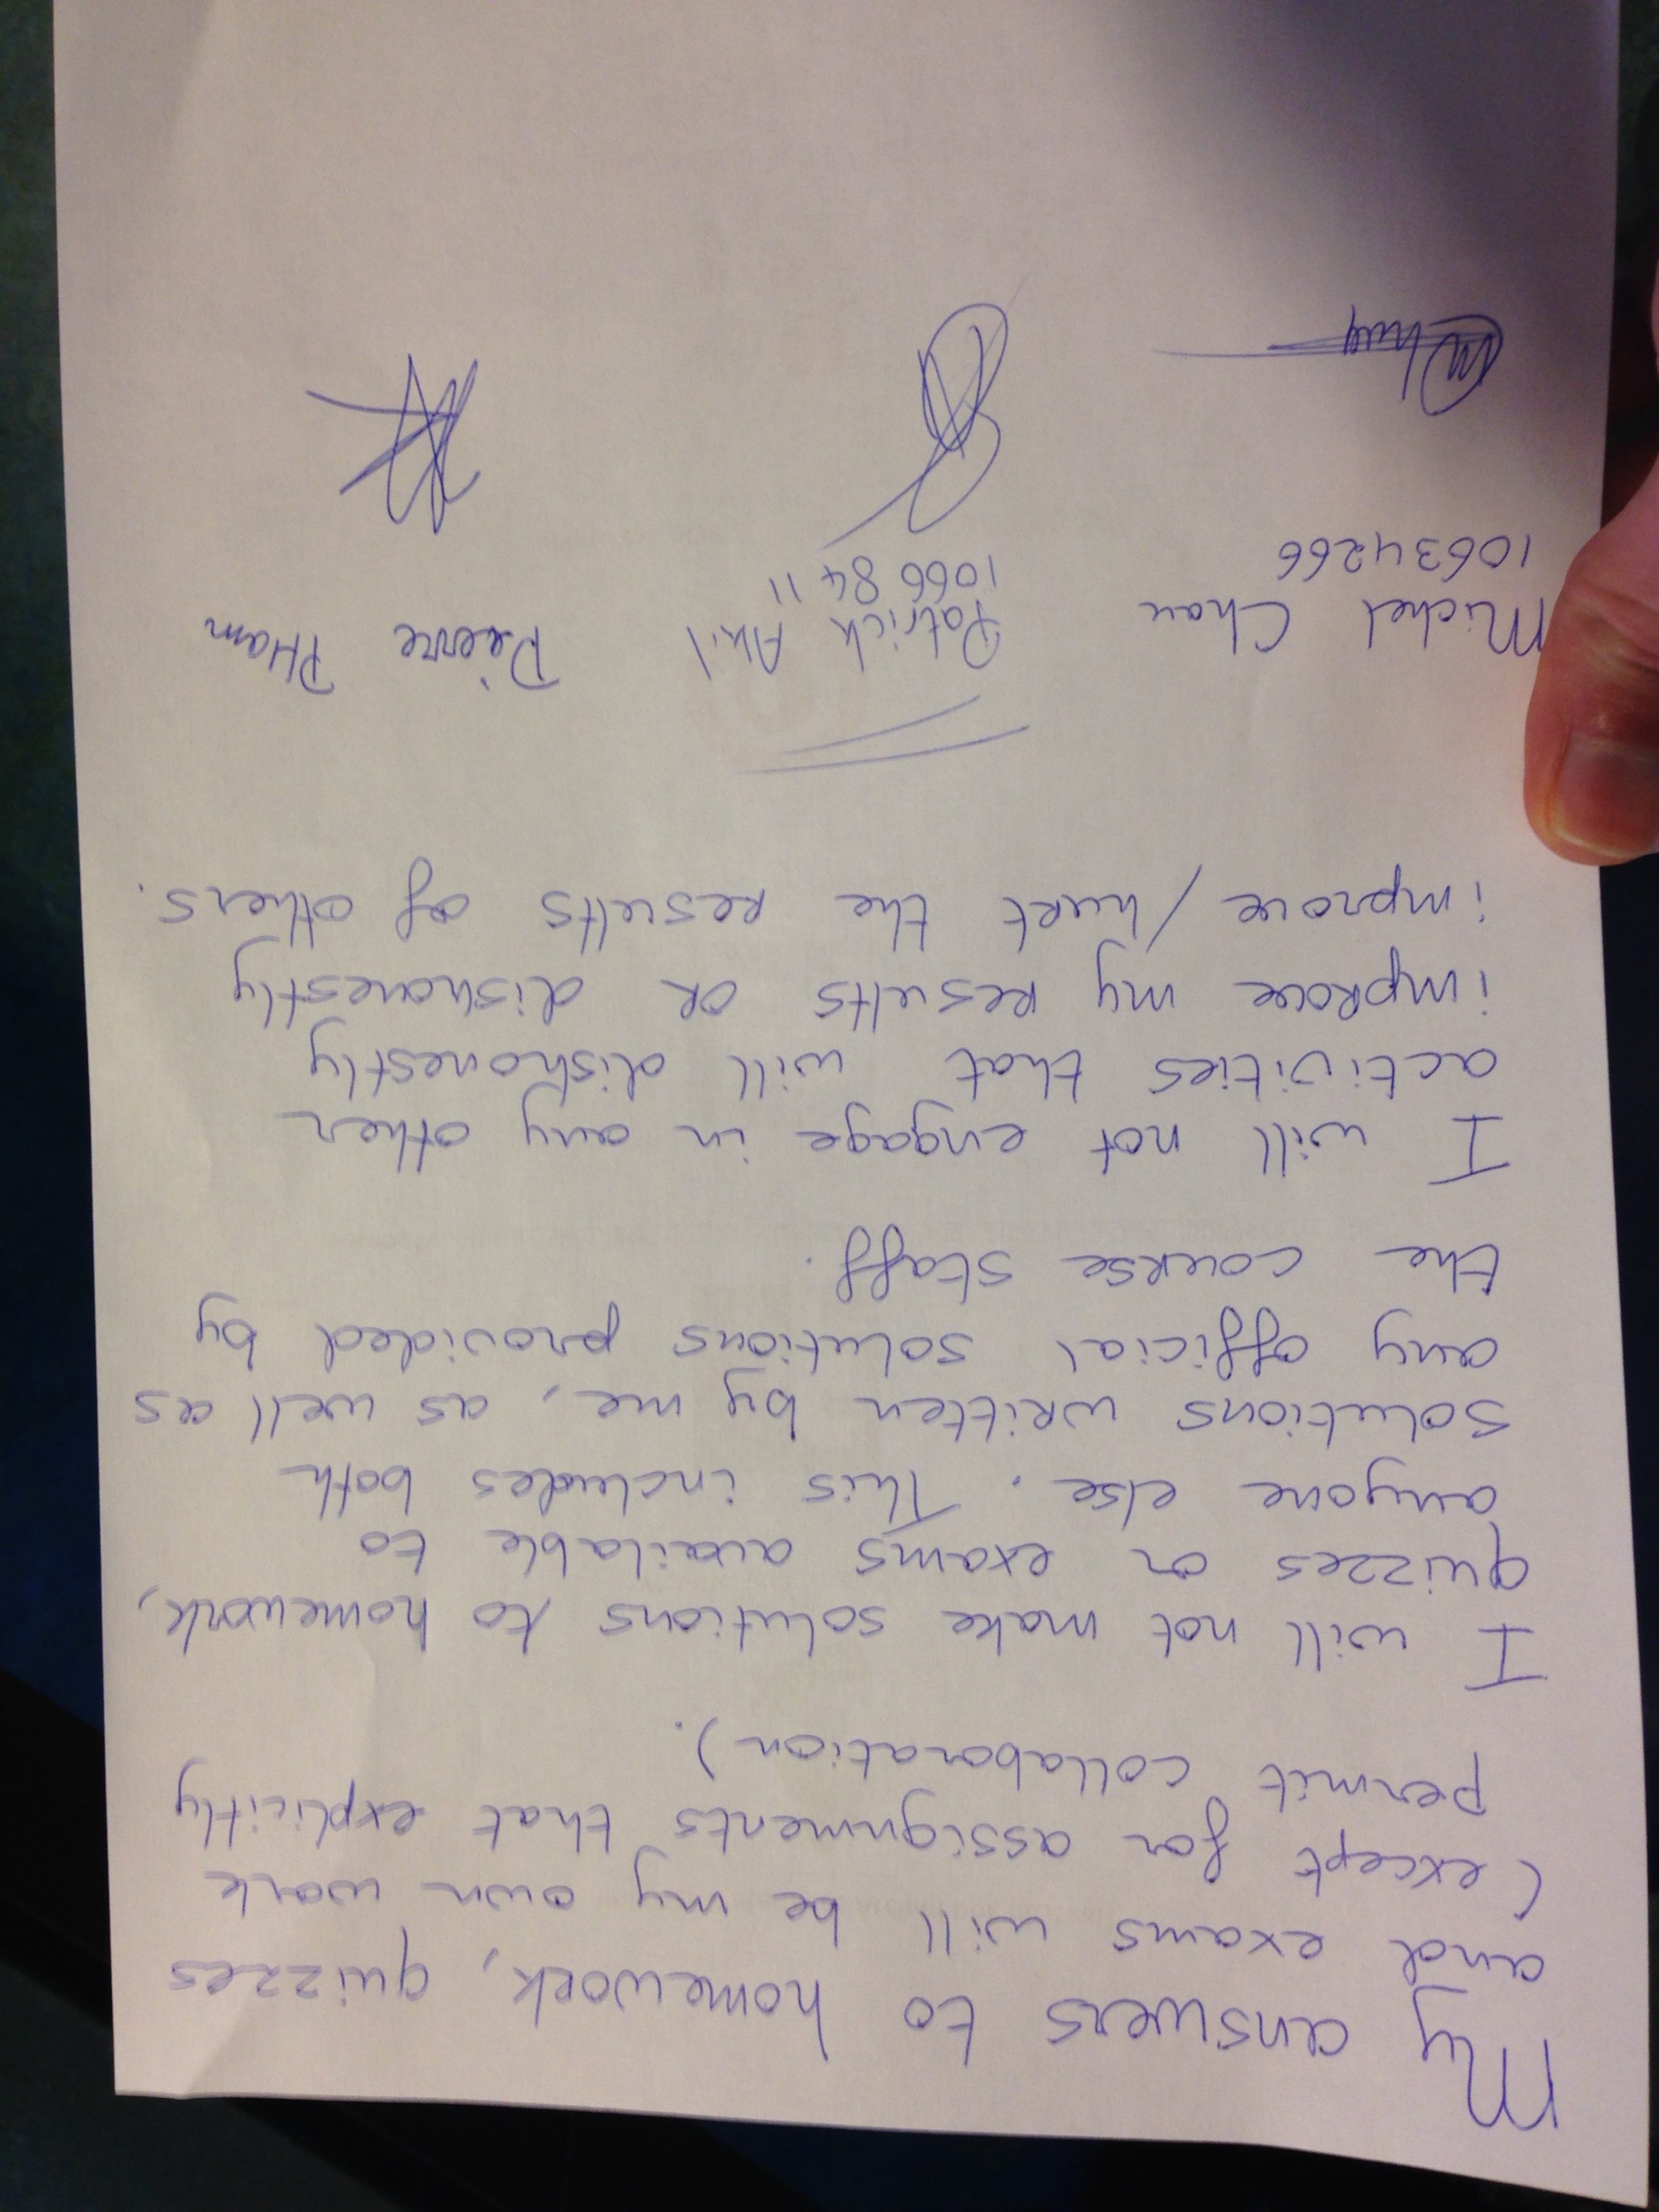 My answers to homework, quizzes
and exams will be my own work
(except for assignments that explicitly
permit collaboration).
I will not make solutions to homework,
quizzes or exams available to
anyone else. This includes both
solutions written by me, as well as
any official solutions provided by
the course staff.
I will not engage in any other
activities that will dishonestly
improve my results or dishonestly
improve/hurt the results of others.
Michel Chau Patrick Akil Pierre PHam
10634266 10668411